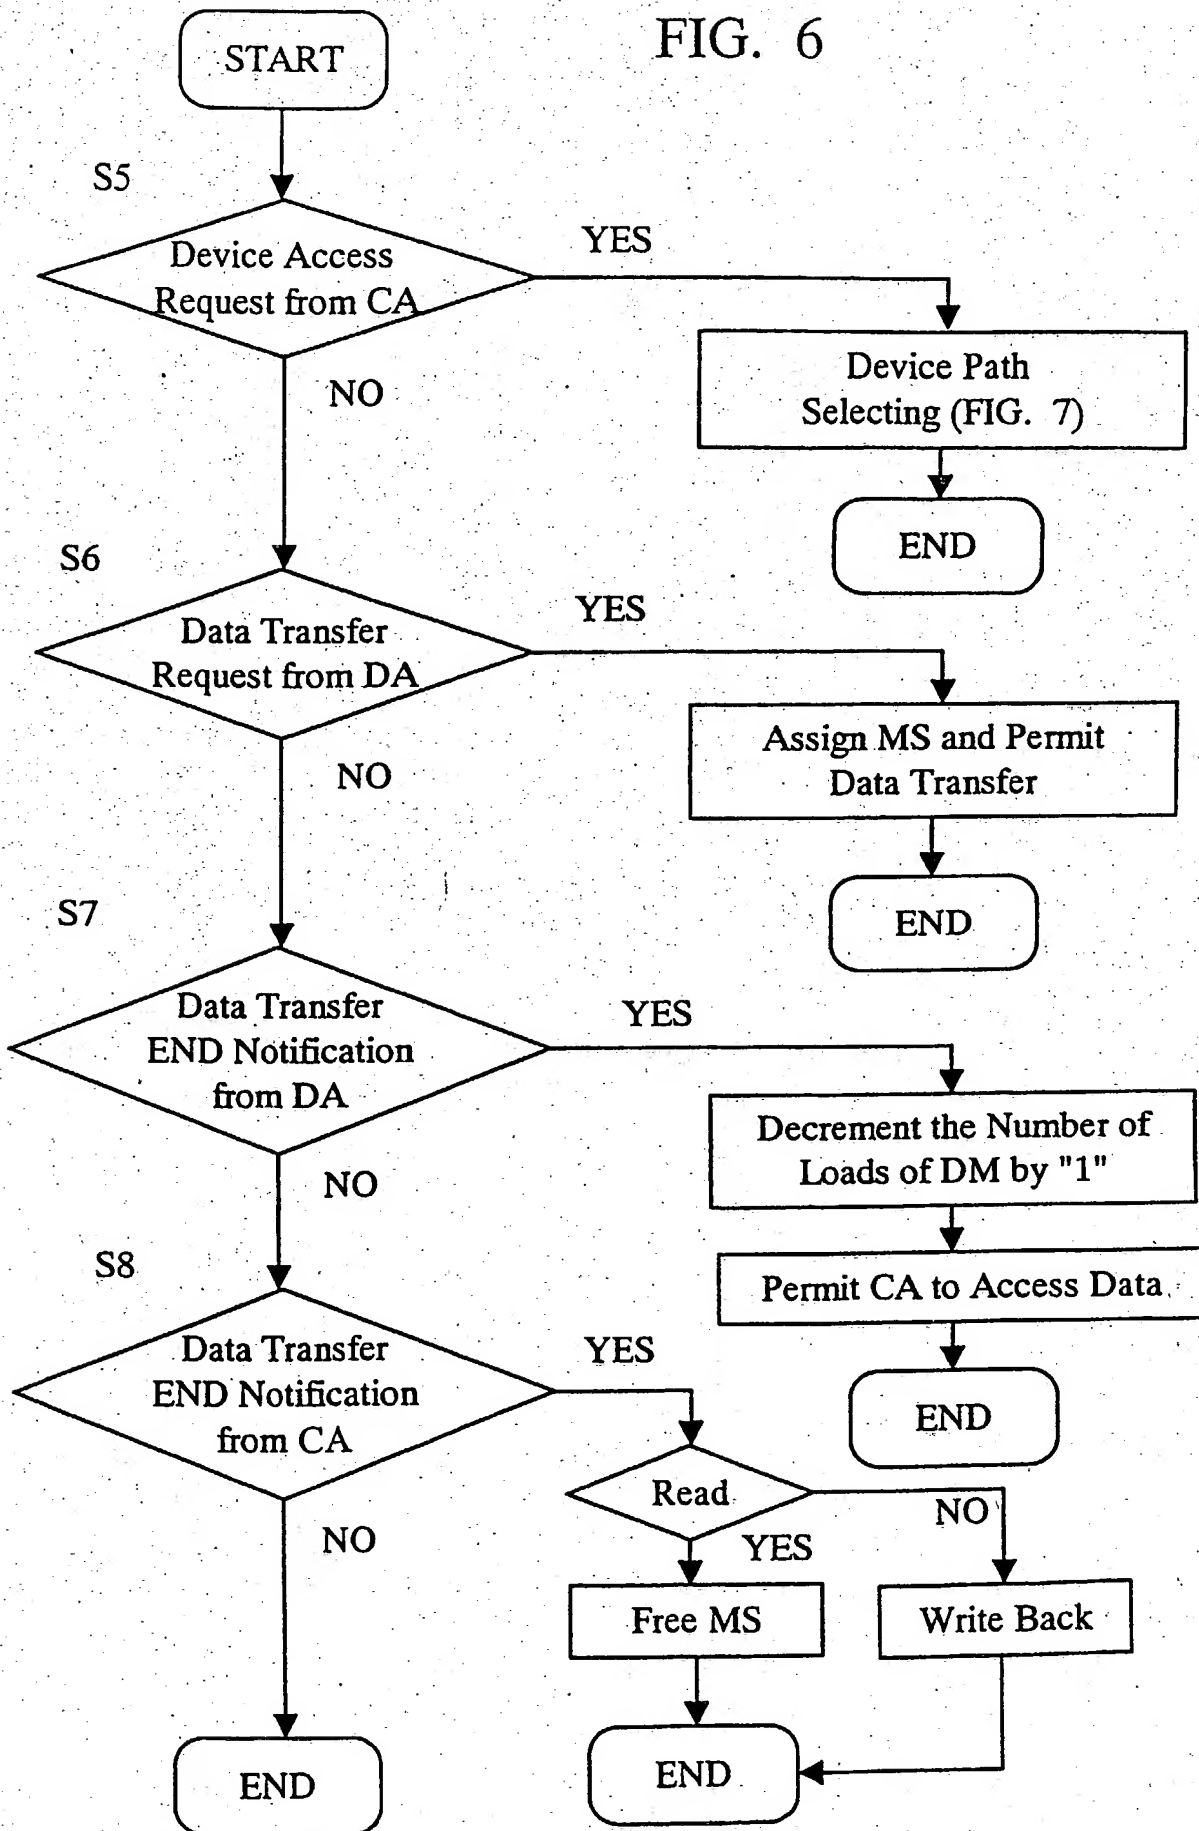 FIG. 6
START
S5
Device Access
Request from CA
YES
NO
Device Path
Selecting (FIG. 7)
END
S6
Data Transfer
Request from DA
YES
NO
Assign MS and Permit
Data Transfer
END
S7
Data Transfer
END Notification
from DA
YES
NO
Decrement the Number of
Loads of DM by "1"
Permit CA to Access Data
END
S8
Data Transfer
END Notification
from CA
YES
NO
Read
NO
YES
Free MS
Write Back
END
END